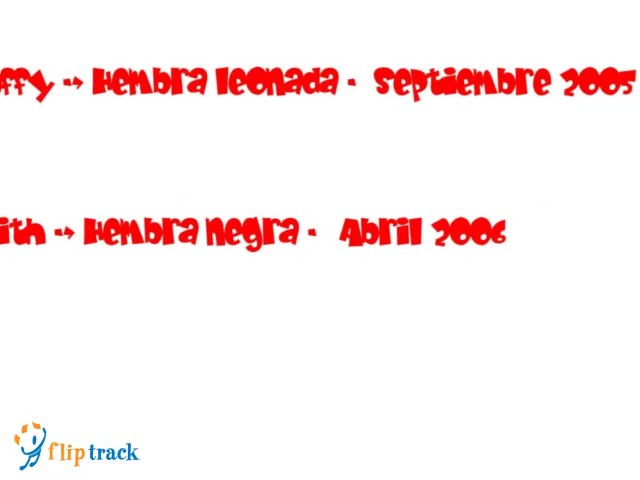 ffy -→ Hembra leonada - Septiembre 2005
ith -→ Hembra negra - Abril 2006
fliptrack